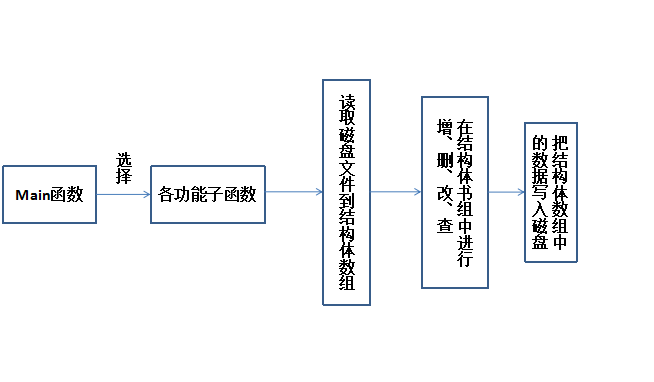 Main函数
选择
各功能子函数
读取磁盘文件到结构体数组
在结构体书组中进行
增、删、改、查
把结构体数组中
的数据写入磁盘